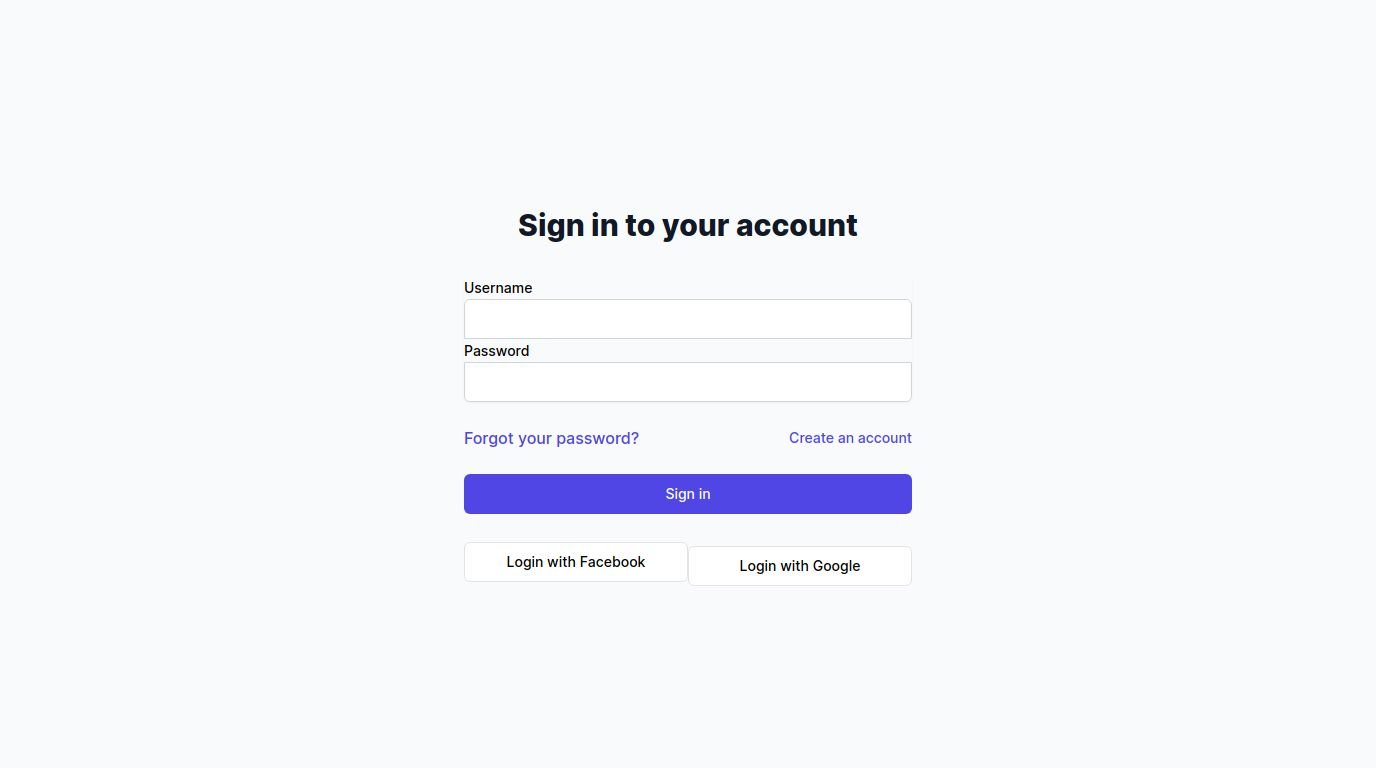 Sign in to your account
Username
Password
Forgot your password? Create an account
Sign in
Login with Facebook Login with Google